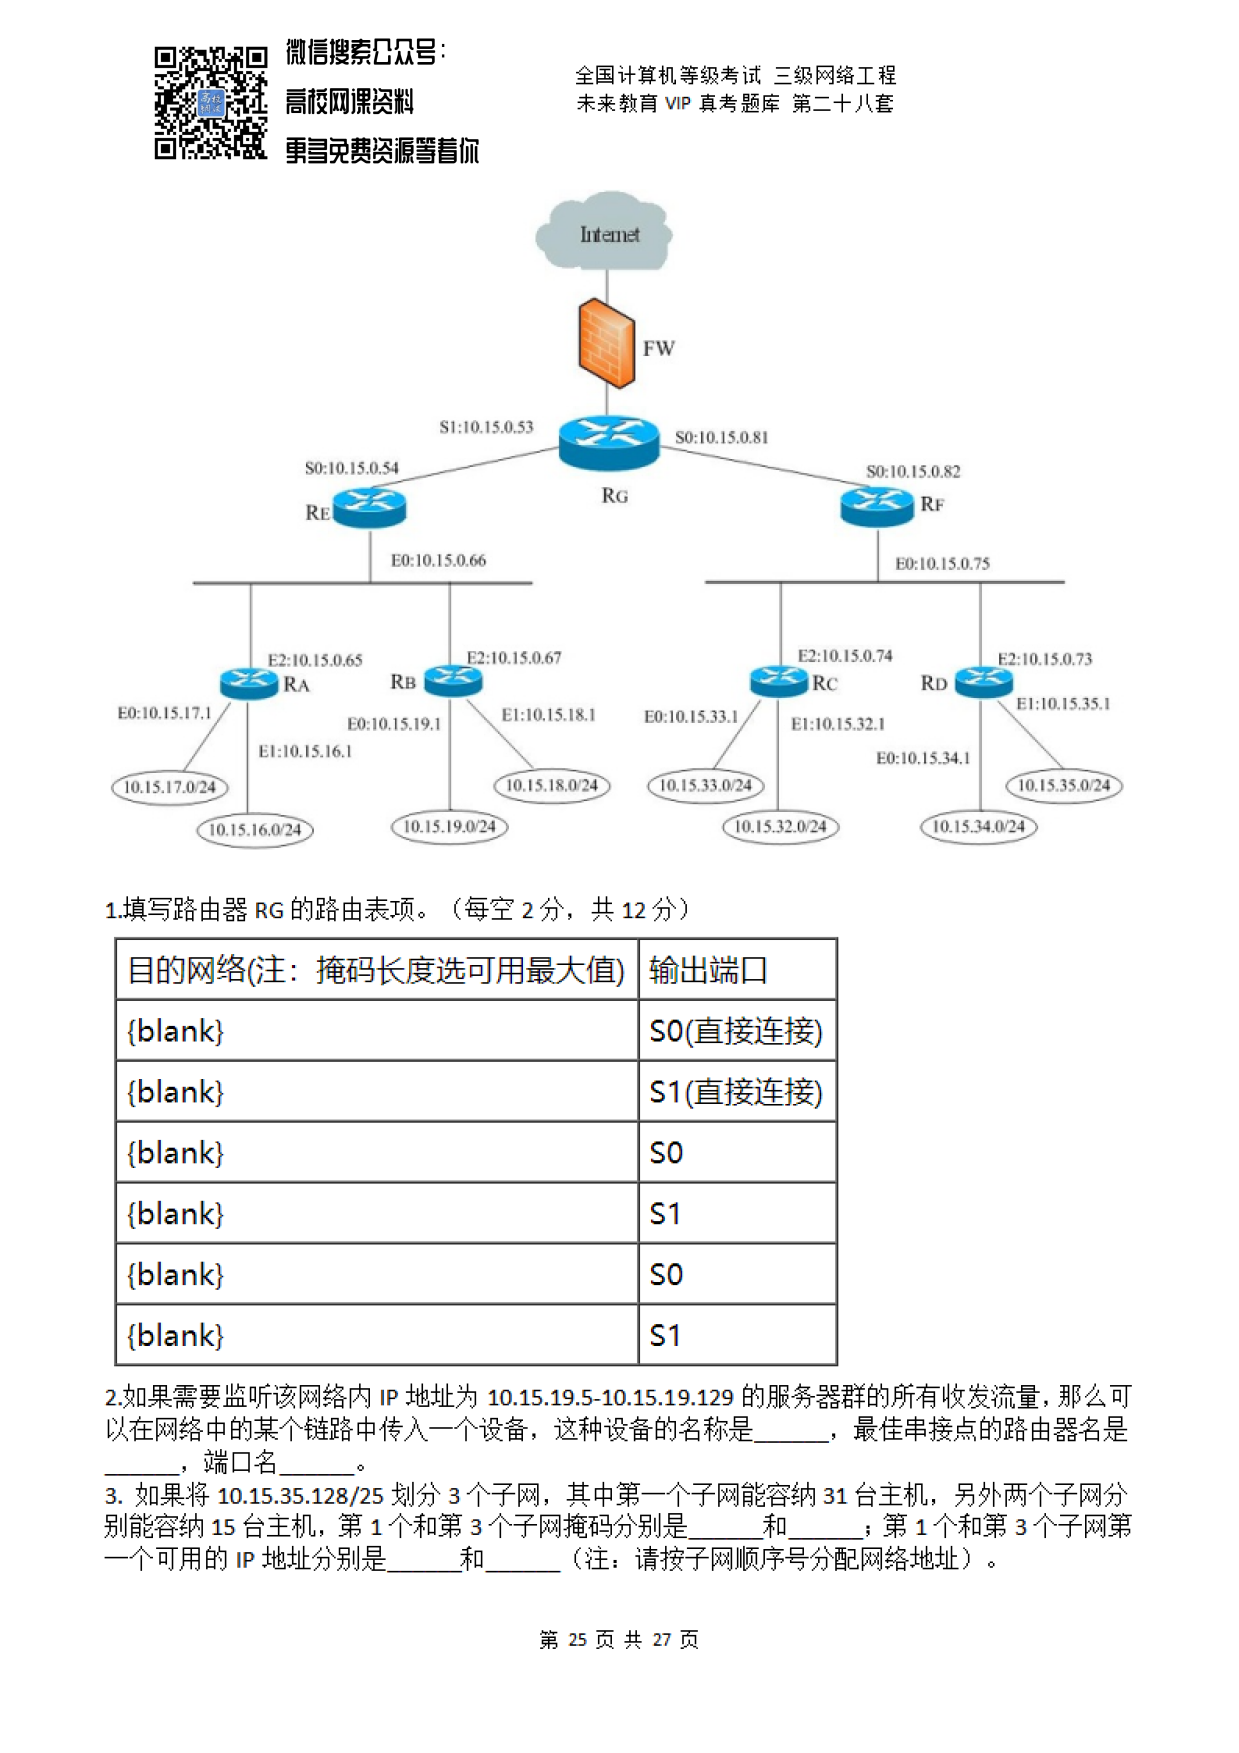 微信搜索公众号：
高校网课资料
更多免费资源等着你
全国计算机等级考试 三级网络工程
未来教育 VIP 真考题库 第二十八套
高校
Internet
FW
S1:10.15.0.53
S0:10.15.0.81
S0:10.15.0.54
S0:10.15.0.82
RG
RE
RF
E0:10.15.0.66
E0:10.15.0.75
E2:10.15.0.65
E2:10.15.0.67
E2:10.15.0.74
E2:10.15.0.73
RA
RB
RC
RD
E0:10.15.17.1
E0:10.15.19.1
E1:10.15.18.1
E0:10.15.33.1
E1:10.15.32.1
E1:10.15.35.1
E1:10.15.16.1
E0:10.15.34.1
10.15.17.0/24
10.15.18.0/24
10.15.33.0/24
10.15.35.0/24
10.15.16.0/24
10.15.19.0/24
10.15.32.0/24
10.15.34.0/24
1.填写路由器 RG 的路由表项。（每空 2 分，共 12 分）
目的网络(注：掩码长度选可用最大值) 输出端口
{blank} S0(直接连接)
{blank} S1(直接连接)
{blank} S0
{blank} S1
{blank} S0
{blank} S1
2.如果需要监听该网络内 IP 地址为 10.15.19.5-10.15.19.129 的服务器群的所有收发流量，那么可
以在网络中的某个链路中传入一个设备，这种设备的名称是______，最佳串接点的路由器名是
______，端口名______。
3. 如果将 10.15.35.128/25 划分 3 个子网，其中第一个子网能容纳 31 台主机，另外两个子网分
别能容纳 15 台主机，第 1 个和第 3 个子网掩码分别是______和______；第 1 个和第 3 个子网第
一个可用的 IP 地址分别是______和______（注：请按子网顺序号分配网络地址）。
第 25 页 共 27 页